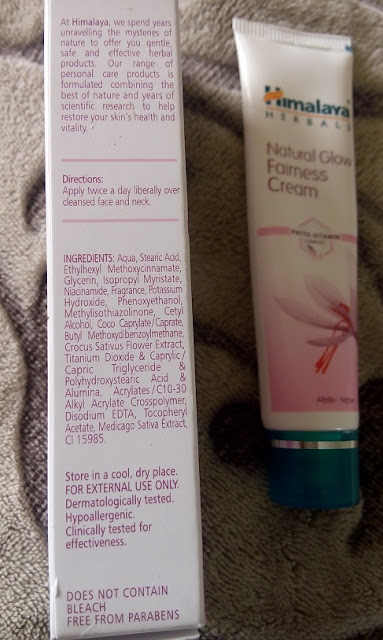 At Himalaya, we spend years
unravelling the mysteries of
nature to offer you gentle,
safe and effective herbal
products. Our range of
personal care products is
formulated combining the
best of nature and years of
scientific research to help
restore your skin's health and
vitality.
Directions:
Apply twice a day liberally over
cleansed face and neck.
INGREDIENTS: Aqua, Stearic Acid,
Ethylhexyl Methoxycinnamate,
Glycerin, Isopropyl Myristate,
Niacinamide, Fragrance, Potassium
Hydroxide, Phenoxyethanol,
Methylisothiazolinone, Cetyl
Alcohol, Coco Caprylate/Caprate,
Butyl Methoxydibenzoylmethane,
Crocus Sativus Flower Extract,
Titanium Dioxide & Caprylic/
Capric Triglyceride &
Polyhydroxystearic Acid &
Alumina, Acrylates/C10-30
Alkyl Acrylate Crosspolymer,
Disodium EDTA, Tocopheryl
Acetate, Medicago Sativa Extract,
CI 15985.
Store in a cool, dry place.
FOR EXTERNAL USE ONLY.
Dermatologically tested.
Hypoallergenic.
Clinically tested for
effectiveness.
DOES NOT CONTAIN
BLEACH
FREE FROM PARABENS
Himalaya
HERBALS
Natural Glow
Fairness
Cream
PHYTO-VITAMIN
COMPLEX
Alfalfa -